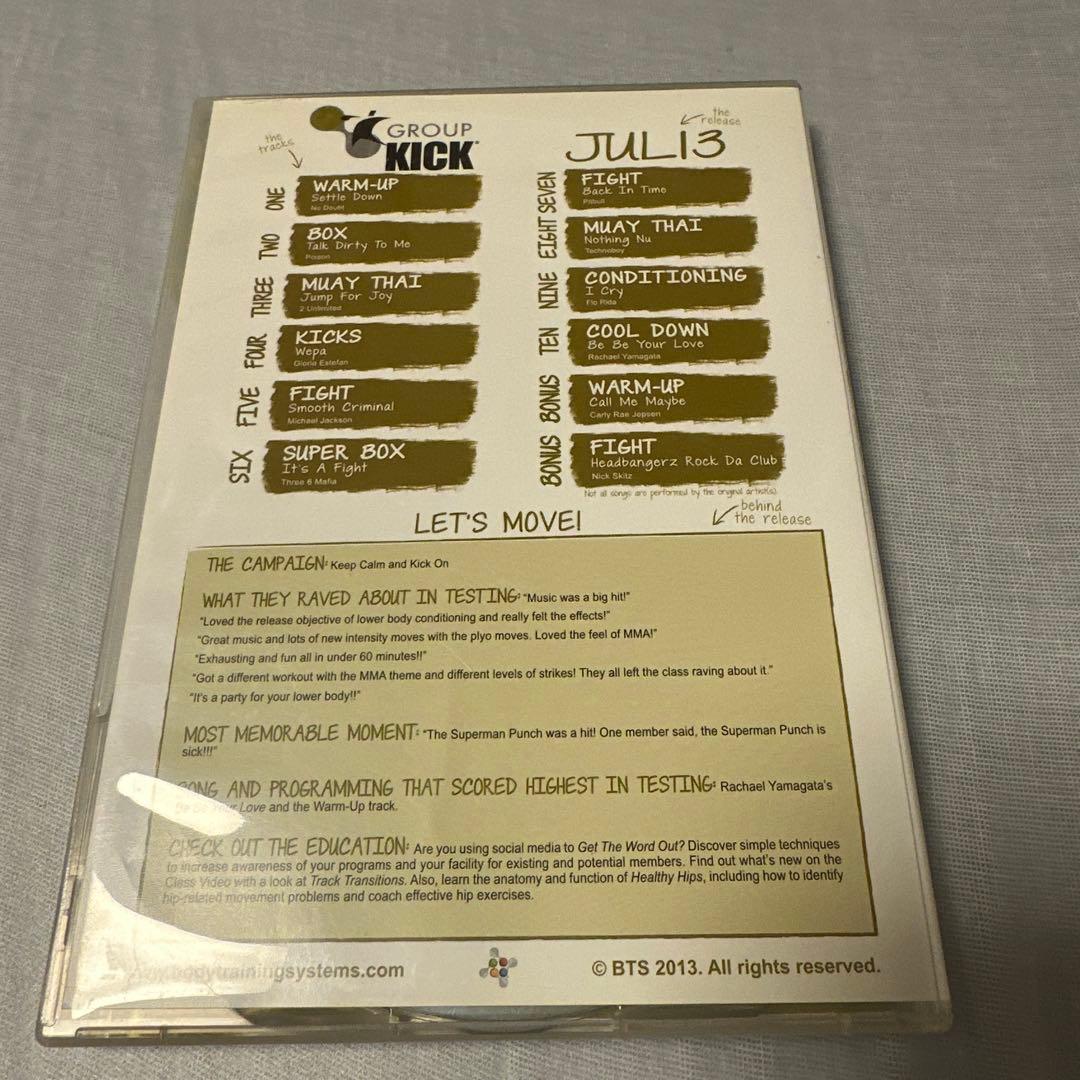 GROUP
KICK
the
tracks
the
release
JUL13
ONE
WARM-UP
Settle Down
No Doubt
TWO
BOX
Talk Dirty To Me
Poison
THREE
MUAY THAI
Jump For Joy
2 Unlimited
FOUR
KICKS
Wepa
Gloria Estefan
FIVE
FIGHT
Smooth Criminal
Michael Jackson
SIX
SUPER BOX
It's A Fight
Three 6 Mafia
SEVEN
FIGHT
Back In Time
Pitbull
EIGHT
MUAY THAI
Nothing Nu
Technoboy
NINE
CONDITIONING
I Cry
Flo Rida
TEN
COOL DOWN
Be Be Your Love
Rachael Yamagata
BONUS
WARM-UP
Call Me Maybe
Carly Rae Jepsen
BONUS
FIGHT
Headbangerz Rock Da Club
Nick Skitz
Not all songs are performed by the original artist(s).
LET'S MOVE!
behind
the release
THE CAMPAIGN: Keep Calm and Kick On
WHAT THEY RAVED ABOUT IN TESTING: "Music was a big hit!"
"Loved the release objective of lower body conditioning and really felt the effects!"
"Great music and lots of new intensity moves with the plyo moves. Loved the feel of MMA!"
"Exhausting and fun all in under 60 minutes!!"
"Got a different workout with the MMA theme and different levels of strikes! They all left the class raving about it."
"It's a party for your lower body!!"
MOST MEMORABLE MOMENT: "The Superman Punch was a hit! One member said, the Superman Punch is
sick!!!"
SONG AND PROGRAMMING THAT SCORED HIGHEST IN TESTING: Rachael Yamagata's
Be Be Your Love and the Warm-Up track.
CHECK OUT THE EDUCATION: Are you using social media to Get The Word Out? Discover simple techniques
to increase awareness of your programs and your facility for existing and potential members. Find out what's new on the
Class Video with a look at Track Transitions. Also, learn the anatomy and function of Healthy Hips, including how to identify
hip-related movement problems and coach effective hip exercises.
www.bodytrainingsystems.com
© BTS 2013. All rights reserved.